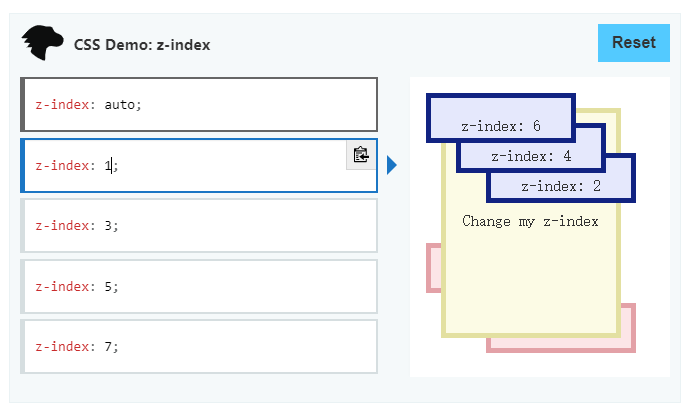 CSS Demo: z-index
Reset
z-index: auto;
z-index: 1;
z-index: 3;
z-index: 5;
z-index: 7;
z-index: 6
z-index: 4
z-index: 2
Change my z-index